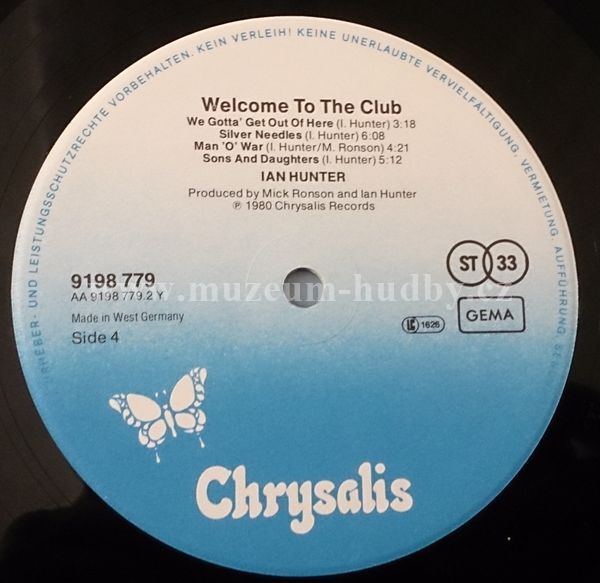 RHEBER- UND LEISTUNGSSCHUTZRECHTE VORBEHALTEN. KEIN VERLEIH! KEINE UNERLAUBTE VERVIELFÄLTIGUNG, VERMIETUNG, AUFFÜHRUNG,
Welcome To The Club
We Gotta' Get Out Of Here (I. Hunter) 3:18
Silver Needles (I. Hunter) 6:08
Man 'O' War (I. Hunter/M. Ronson) 4:21
Sons And Daughters (I. Hunter) 5:12
IAN HUNTER
Produced by Mick Ronson and Ian Hunter
℗ 1980 Chrysalis Records
9198 779
AA 9198 779.2 Y
Made in West Germany
Side 4
ST 33
LC 1626
GEMA
www.muzeum-hudby.cz
Chrysalis